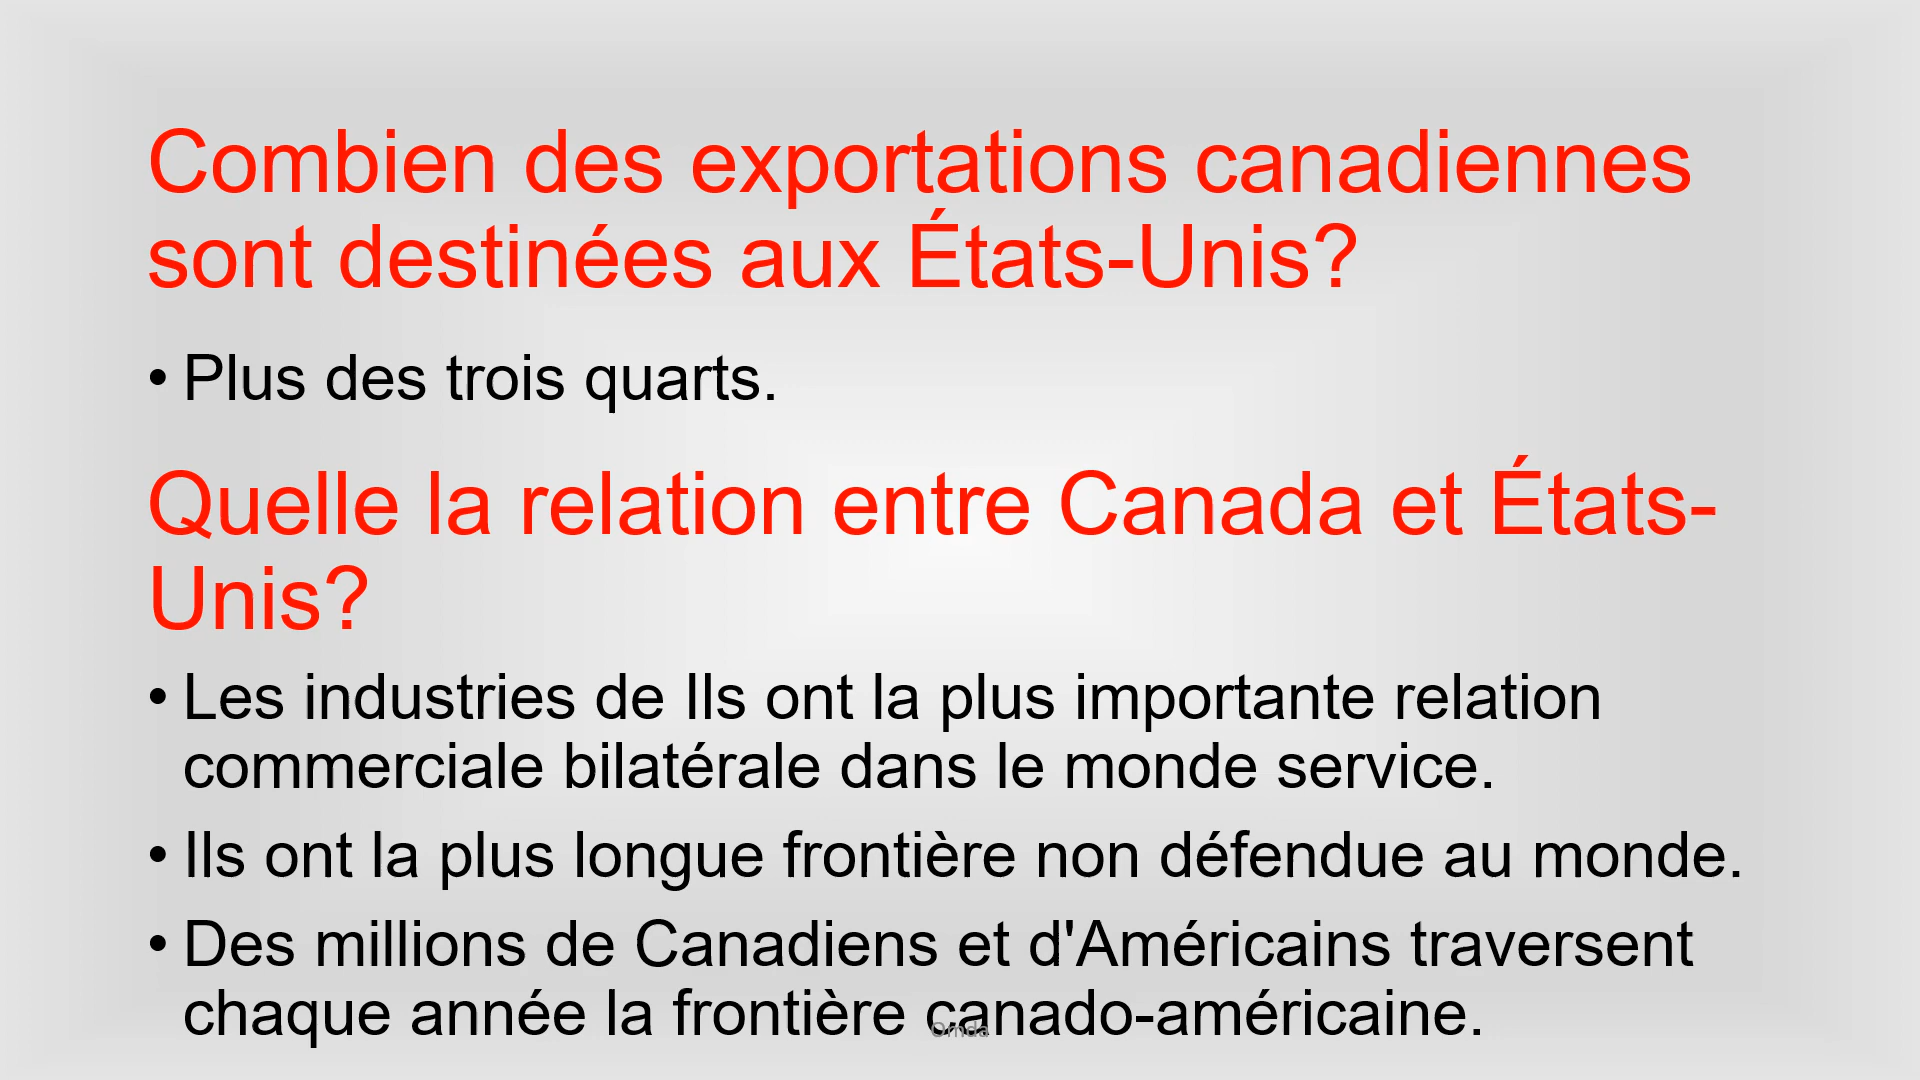 Combien des exportations canadiennes
sont destinées aux États-Unis?
• Plus des trois quarts.
Quelle la relation entre Canada et États-
Unis?
• Les industries de Ils ont la plus importante relation
commerciale bilatérale dans le monde service.
• Ils ont la plus longue frontière non défendue au monde.
• Des millions de Canadiens et d'Américains traversent
chaque année la frontière canado-américaine.
Omda